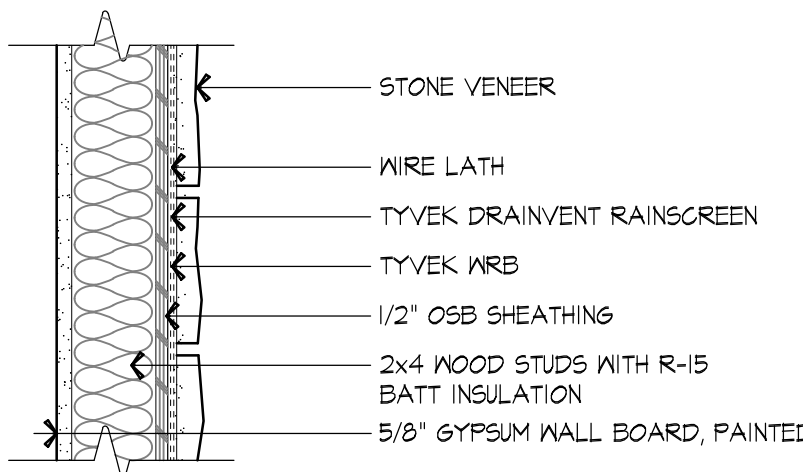 STONE VENEER
WIRE LATH
TYVEK DRAINVENT RAINSCREEN
TYVEK WRB
1/2" OSB SHEATHING
2x4 WOOD STUDS WITH R-15
BATT INSULATION
5/8" GYPSUM WALL BOARD, PAINTED